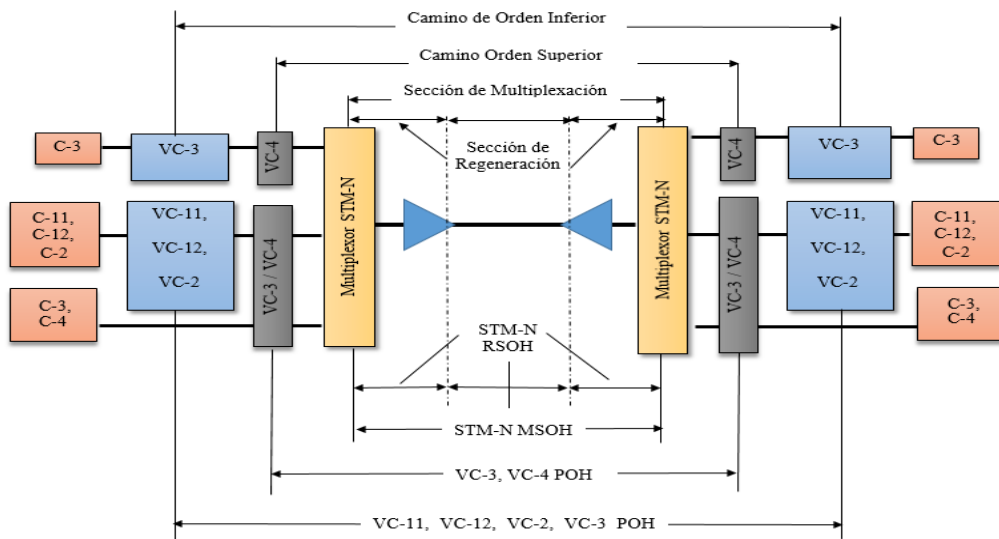 Camino de Orden Inferior
Camino Orden Superior
Sección de Multiplexación
Sección de
Regeneración
C-3
VC-3
VC-4
Multiplexor STM-N
Multiplexor STM-N
VC-4
VC-3
C-3
C-11,
C-12,
C-2
VC-11,
VC-12,
VC-2
VC-3 / VC-4
VC-3 / VC-4
VC-11,
VC-12,
VC-2
C-11,
C-12,
C-2
C-3,
C-4
C-3,
C-4
STM-N
RSOH
STM-N MSOH
VC-3, VC-4 POH
VC-11, VC-12, VC-2, VC-3 POH